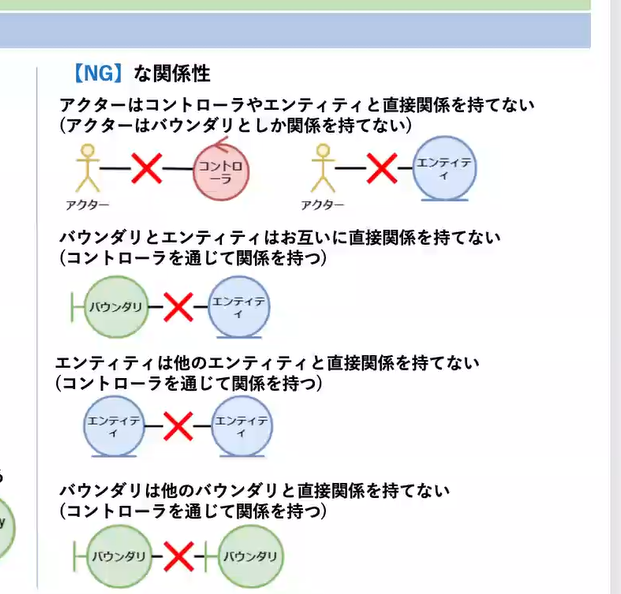 【NG】な関係性
アクターはコントローラやエンティティと直接関係を持てない
(アクターはバウンダリとしか関係を持てない)
コントロ
ーラ
アクター
エンティテ
ィ
アクター
バウンダリとエンティティはお互いに直接関係を持てない
(コントローラを通じて関係を持つ)
バウンダリ
エンティテ
ィ
エンティティは他のエンティティと直接関係を持てない
(コントローラを通じて関係を持つ)
エンティテ
ィ
エンティテ
ィ
バウンダリは他のバウンダリと直接関係を持てない
(コントローラを通じて関係を持つ)
バウンダリ
バウンダリ